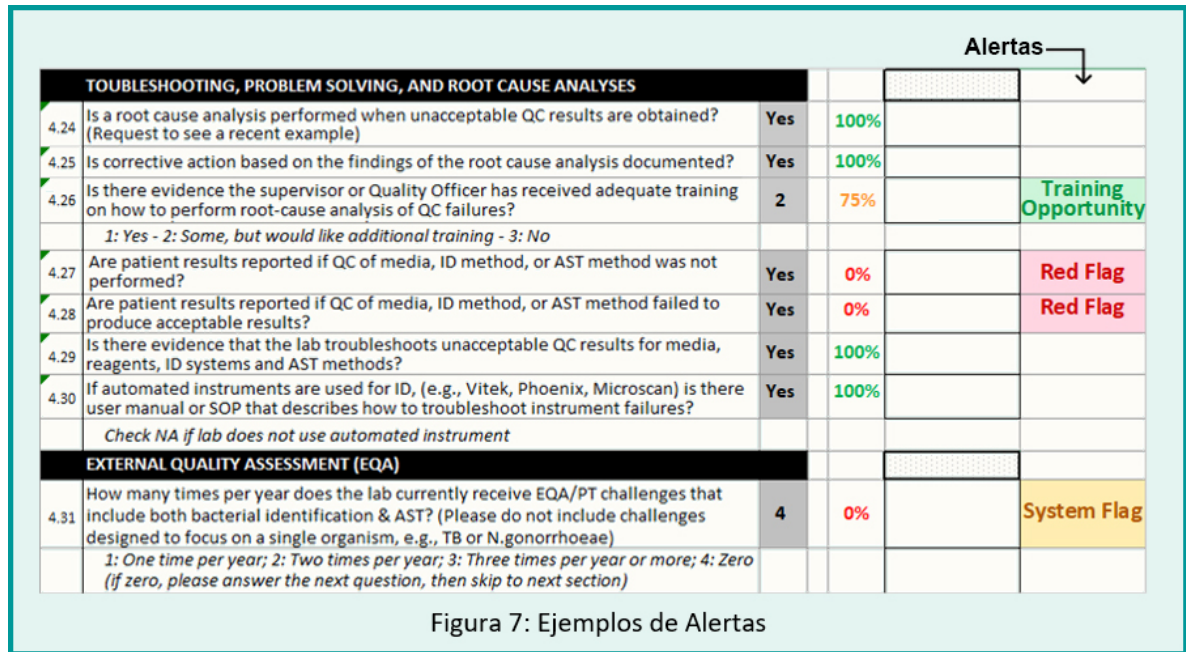 Alertas
TOUBLESHOOTING, PROBLEM SOLVING, AND ROOT CAUSE ANALYSES
4.24 Is a root cause analysis performed when unacceptable QC results are obtained? Yes 100%
(Request to see a recent example)
4.25 Is corrective action based on the findings of the root cause analysis documented? Yes 100%
4.26 Is there evidence the supervisor or Quality Officer has received adequate training 2 75% Training
on how to perform root-cause analysis of QC failures? Opportunity
1: Yes - 2: Some, but would like additional training - 3: No
4.27 Are patient results reported if QC of media, ID method, or AST method was not Yes 0% Red Flag
performed?
4.28 Are patient results reported if QC of media, ID method, or AST method failed to Yes 0% Red Flag
produce acceptable results?
4.29 Is there evidence that the lab troubleshoots unacceptable QC results for media, Yes 100%
reagents, ID systems and AST methods?
4.30 If automated instruments are used for ID, (e.g., Vitek, Phoenix, Microscan) is there Yes 100%
user manual or SOP that describes how to troubleshoot instrument failures?
Check NA if lab does not use automated instrument
EXTERNAL QUALITY ASSESSMENT (EQA)
How many times per year does the lab currently receive EQA/PT challenges that
4.31 include both bacterial identification & AST? (Please do not include challenges 4 0% System Flag
designed to focus on a single organism, e.g., TB or N.gonorrhoeae)
1: One time per year; 2: Two times per year; 3: Three times per year or more; 4: Zero
(if zero, please answer the next question, then skip to next section)
Figura 7: Ejemplos de Alertas